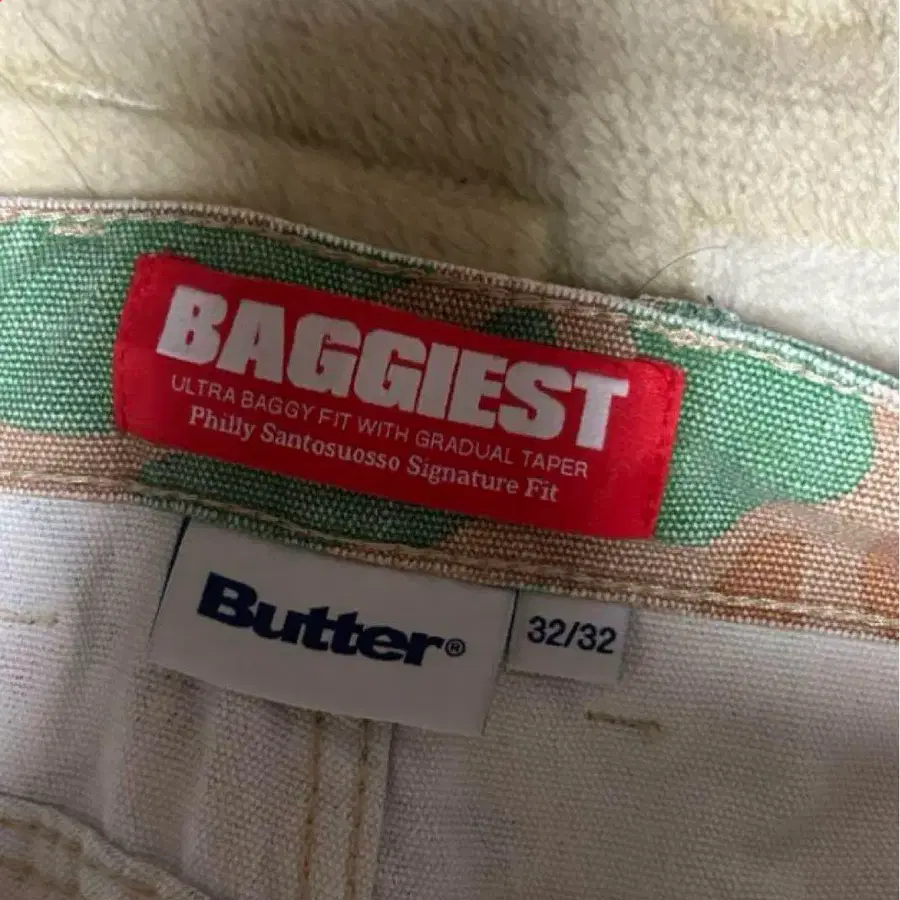 BAGGIEST
ULTRA BAGGY FIT WITH GRADUAL TAPER
Philly Santosuosso Signature Fit
Butter®
32/32